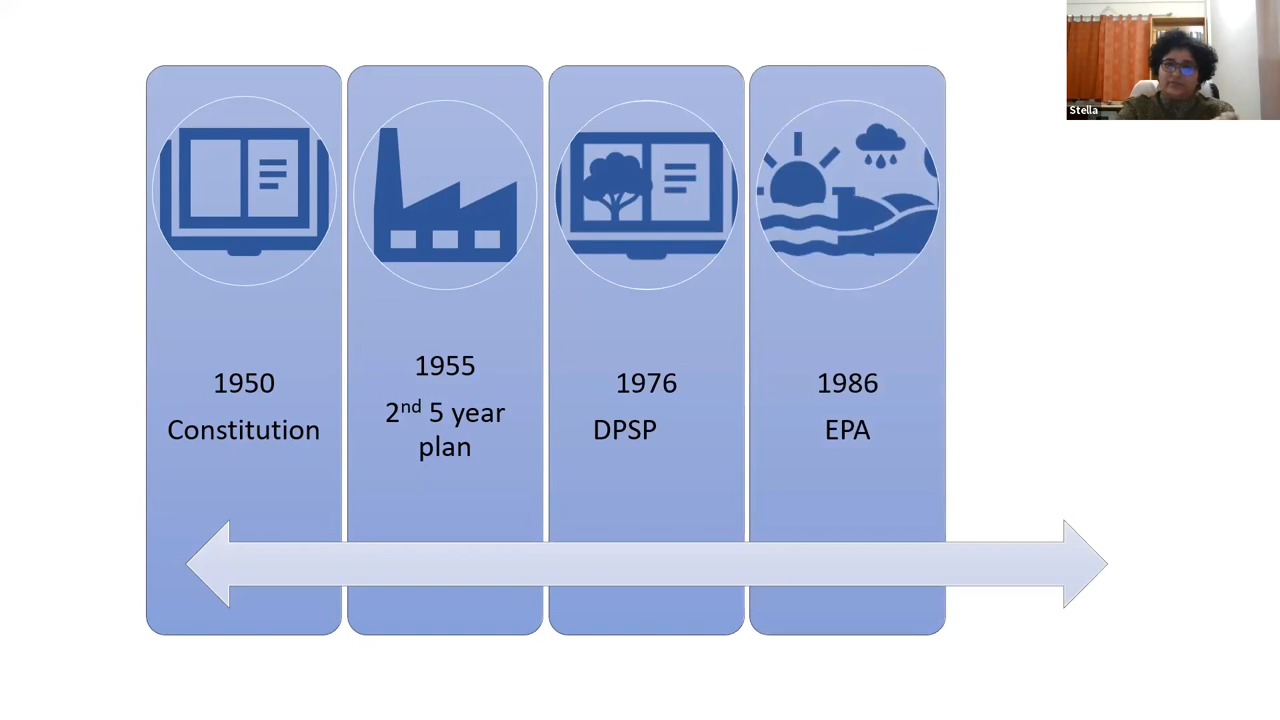 1950
Constitution
1955
2nd 5 year
plan
1976
DPSP
1986
EPA
Stella